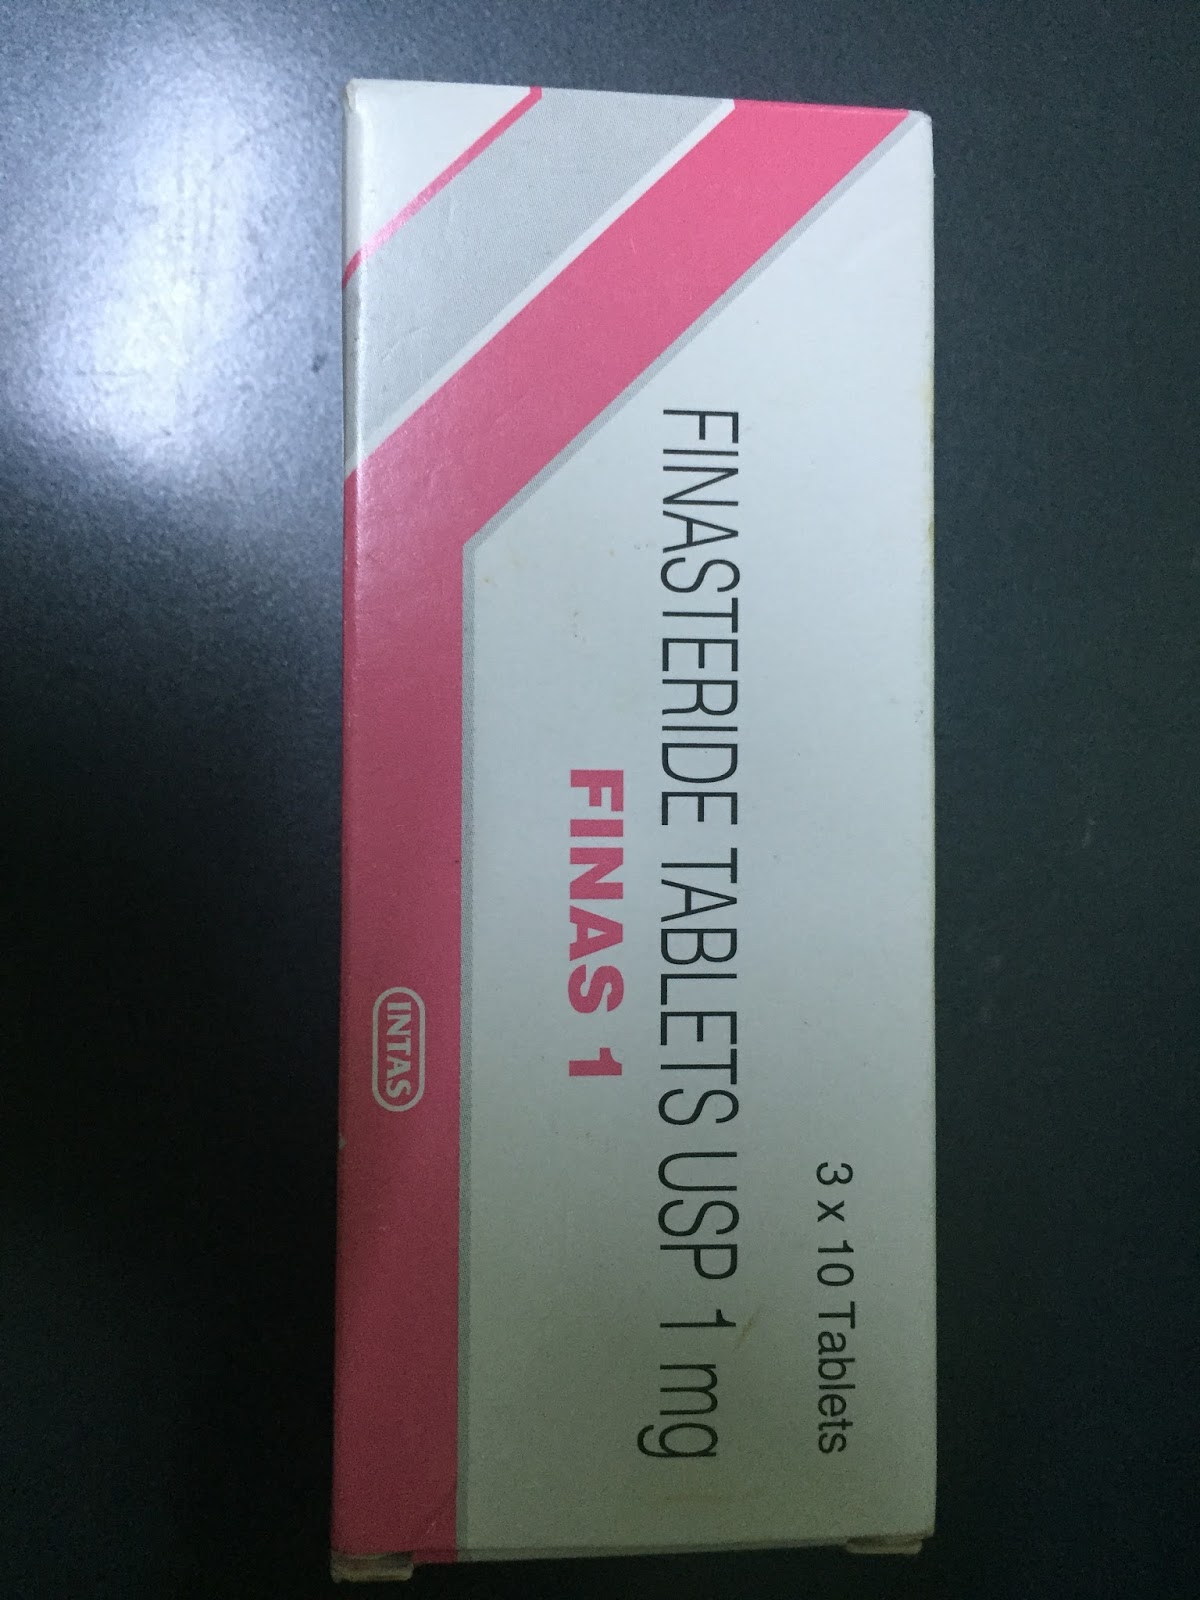 3 x 10 Tablets
FINASTERIDE TABLETS USP 1 mg
FINAS 1
INTAS